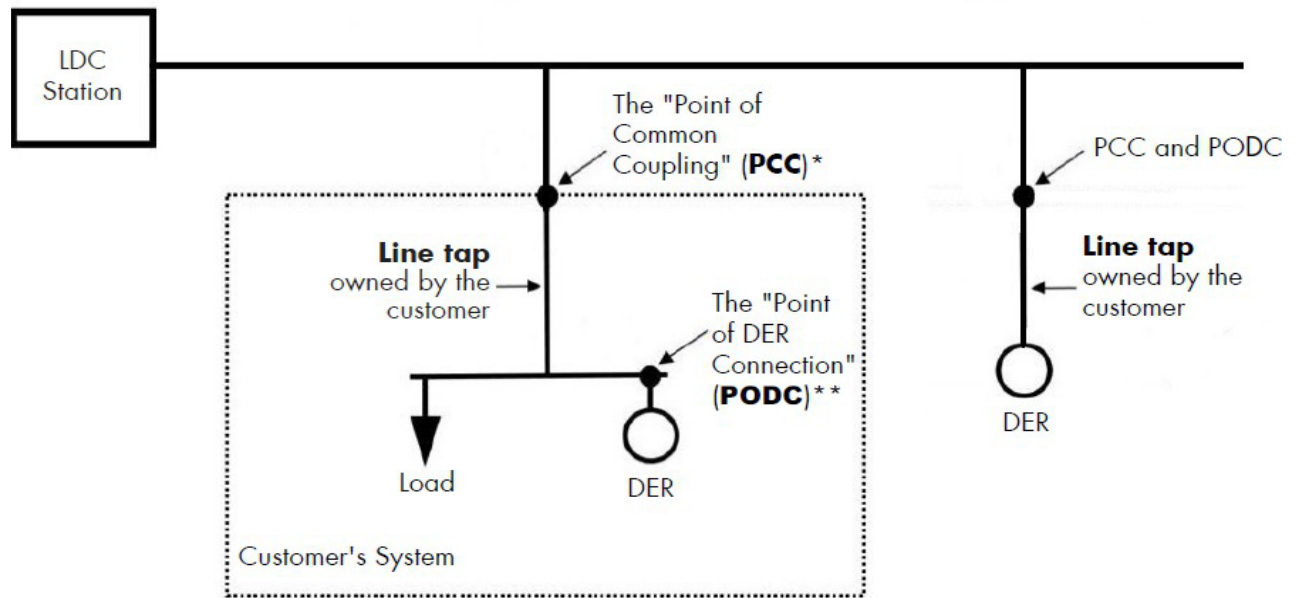 LDC
Station
The "Point of
Common
Coupling" (PCC)*
PCC and PODC
Line tap
owned by the
customer
The "Point
of DER
Connection"
(PODC)**
Line tap
owned by the
customer
Load
DER
DER
Customer's System